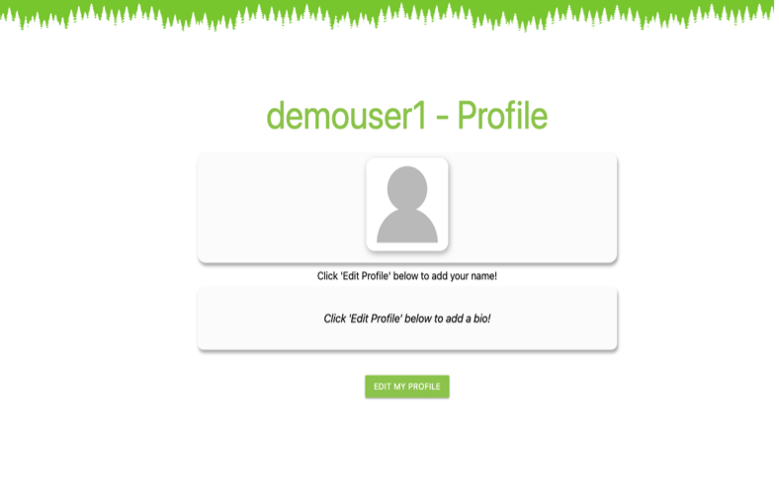 demouser1 - Profile
Click 'Edit Profile' below to add your name!
Click 'Edit Profile' below to add a bio!
EDIT MY PROFILE